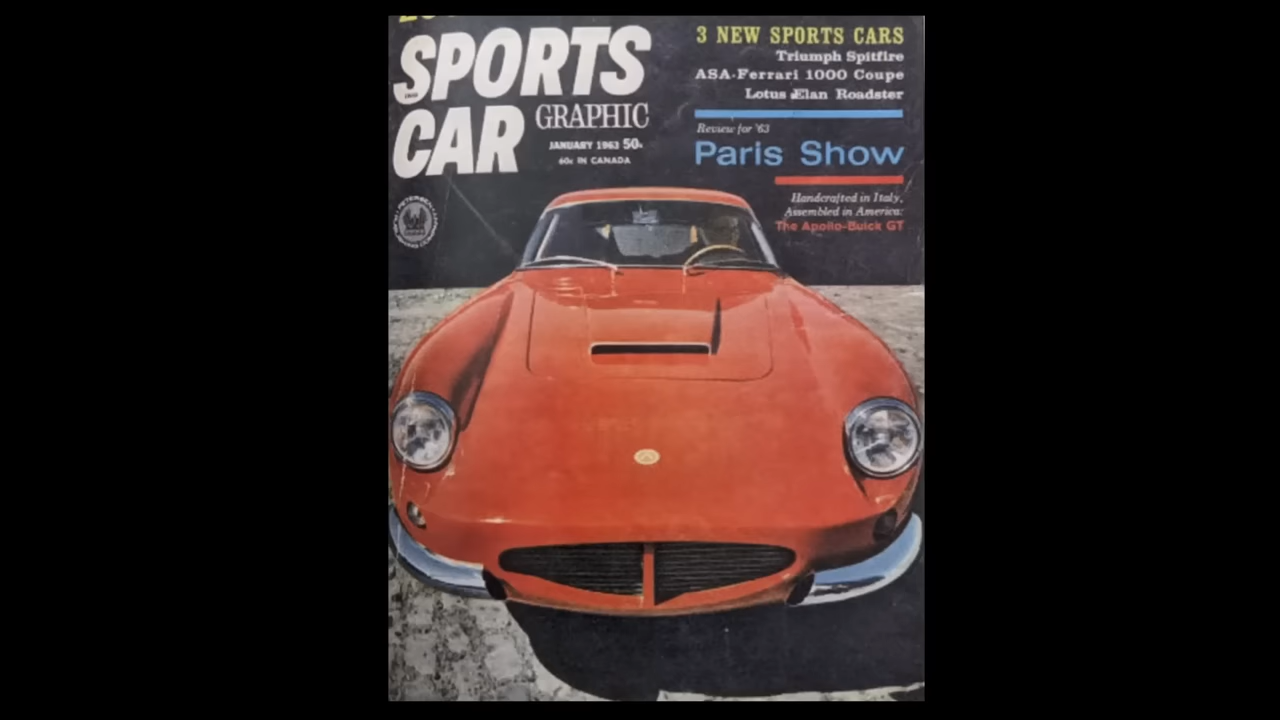 SPORTS
CAR
GRAPHIC
JANUARY 1963 50¢
60¢ IN CANADA
3 NEW SPORTS CARS
Triumph Spitfire
ASA-Ferrari 1000 Coupe
Lotus Elan Roadster
Review for '63
Paris Show
Handcrafted in Italy,
Assembled in America:
The Apollo-Buick GT